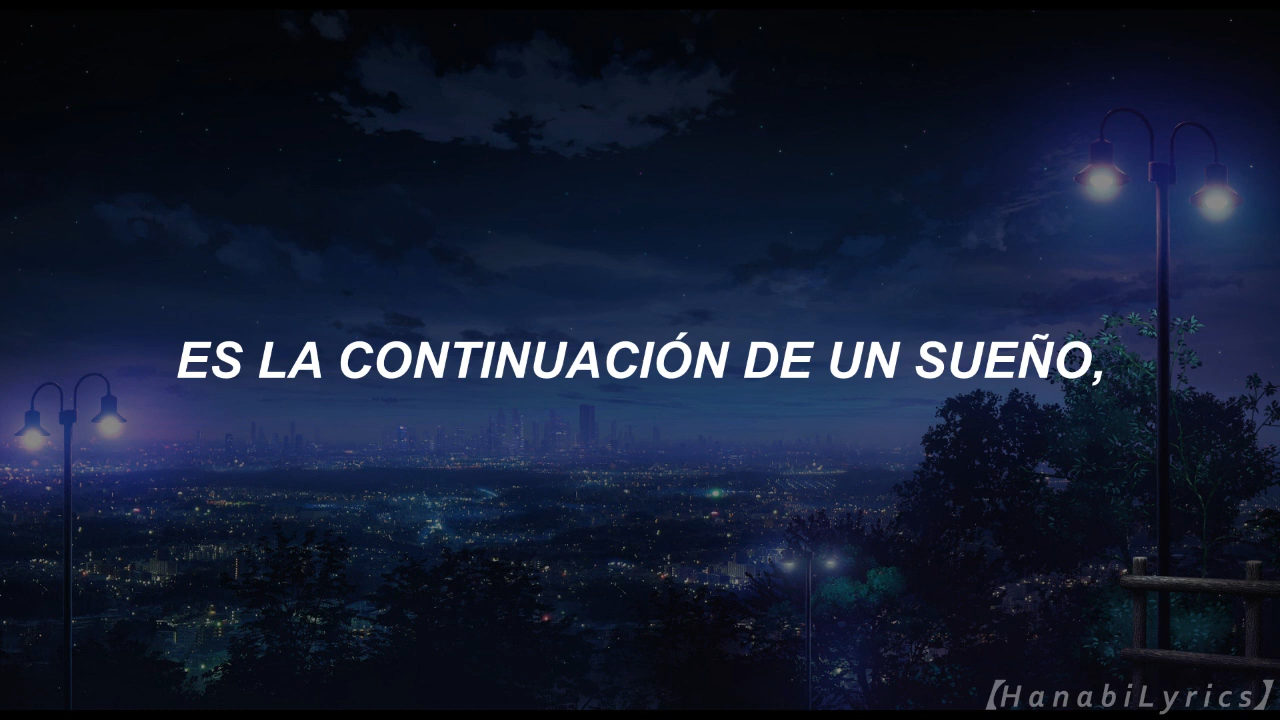 ES LA CONTINUACIÓN DE UN SUEÑO,
【HanabiLyrics】